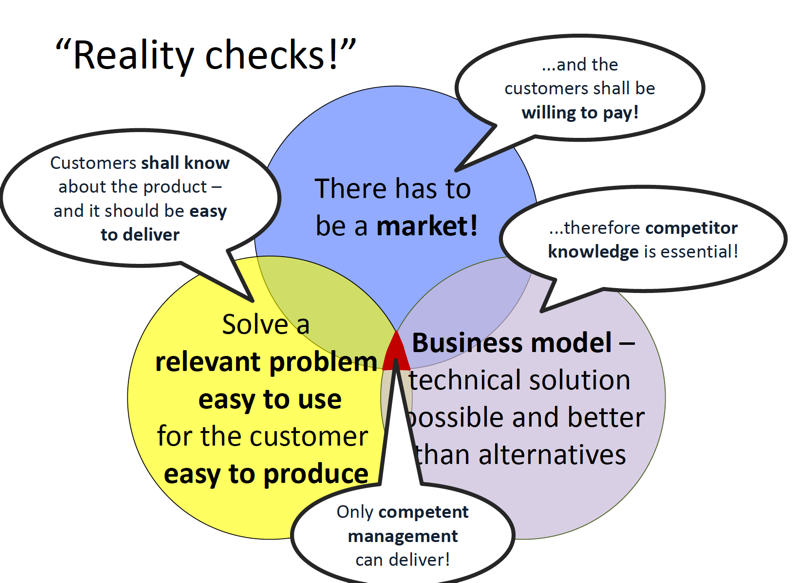 “Reality checks!”
...and the
customers shall be
willing to pay!
Customers shall know
about the product –
and it should be easy
to deliver
There has to
be a market!
...therefore competitor
knowledge is essential!
Solve a
relevant problem
easy to use
for the customer
easy to produce
Business model –
technical solution
possible and better
than alternatives
Only competent
management
can deliver!